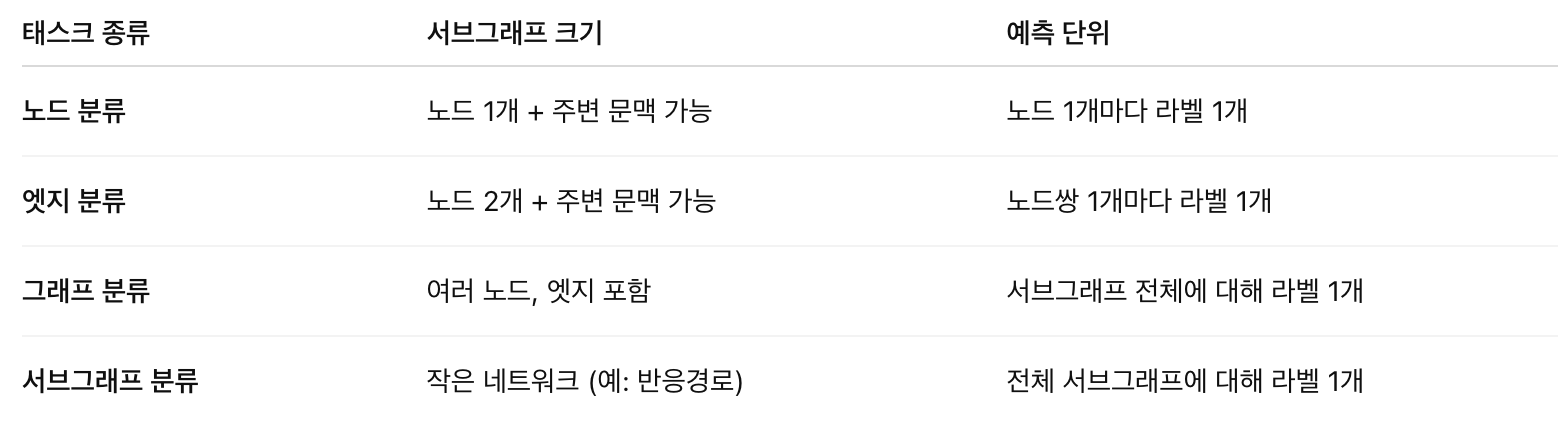 태스크 종류 서브그래프 크기 예측 단위
노드 분류 노드 1개 + 주변 문맥 가능 노드 1개마다 라벨 1개
엣지 분류 노드 2개 + 주변 문맥 가능 노드쌍 1개마다 라벨 1개
그래프 분류 여러 노드, 엣지 포함 서브그래프 전체에 대해 라벨 1개
서브그래프 분류 작은 네트워크 (예: 반응경로) 전체 서브그래프에 대해 라벨 1개